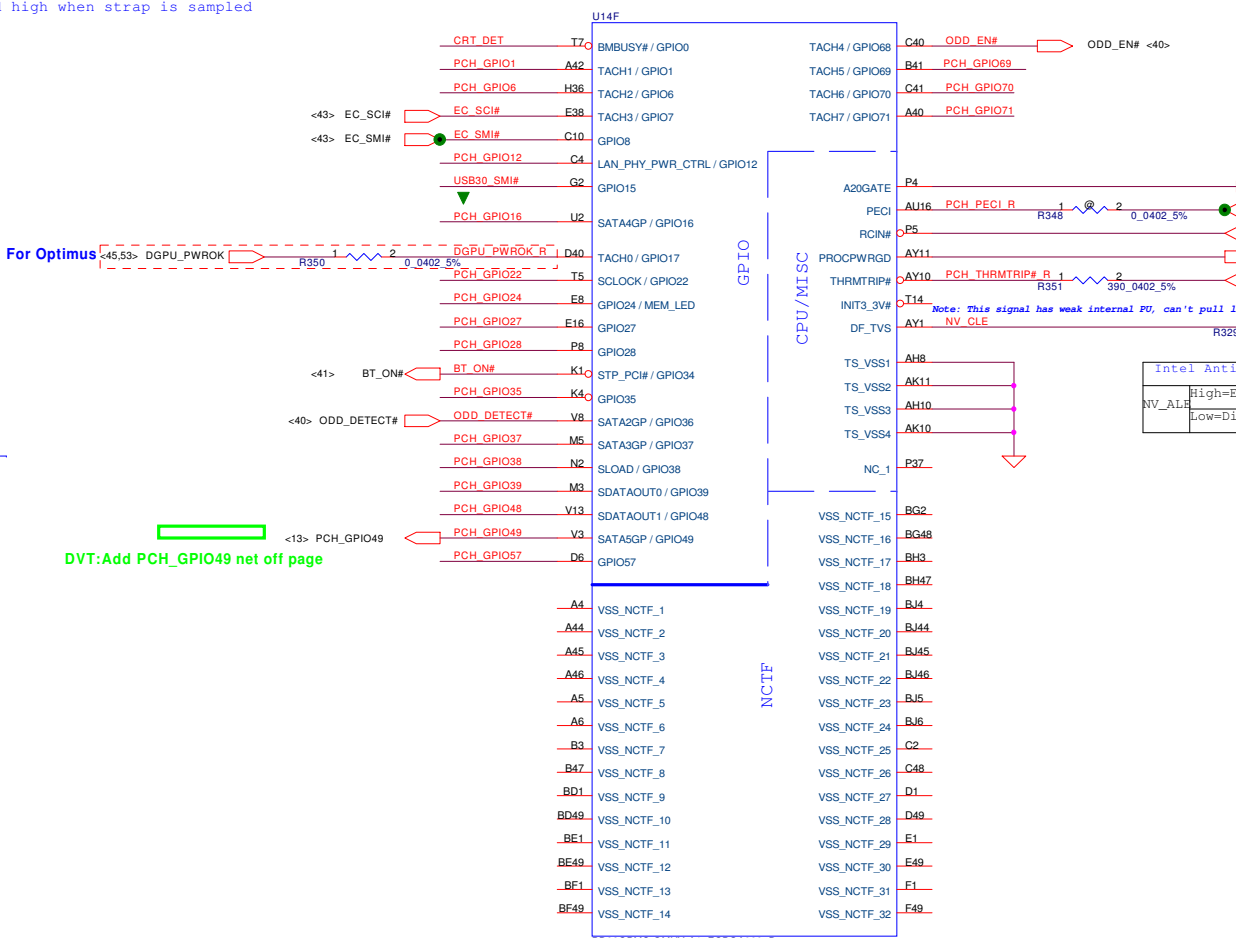 l high when strap is sampled
U14F
CRT_DET T7 BMBUSY# / GPIO0 TACH4 / GPIO68 C40 ODD_EN# ODD_EN# <40>
PCH_GPIO1 A42 TACH1 / GPIO1 TACH5 / GPIO69 B41 PCH_GPIO69
PCH_GPIO6 H36 TACH2 / GPIO6 TACH6 / GPIO70 C41 PCH_GPIO70
<43> EC_SCI# EC_SCI# E38 TACH3 / GPIO7 TACH7 / GPIO71 A40 PCH_GPIO71
<43> EC_SMI# EC_SMI# C10 GPIO8
PCH_GPIO12 C4 LAN_PHY_PWR_CTRL / GPIO12
USB30_SMI# G2 GPIO15 A20GATE P4
PECI AU16 PCH_PECI_R R348 1 @ 2 0_0402_5%
PCH_GPIO16 U2 SATA4GP / GPIO16 RCIN# P5
For Optimus <45,53> DGPU_PWROK R350 1 2 0_0402_5% DGPU_PWROK_R D40 TACH0 / GPIO17 PROCPWRGD AY11
PCH_GPIO22 T5 SCLOCK / GPIO22 THRMTRIP# AY10 PCH_THRMTRIP#_R R351 1 2 390_0402_5%
PCH_GPIO24 E8 GPIO24 / MEM_LED INIT3_3V# T14
Note: This signal has weak internal PU, can't pull l
PCH_GPIO27 E16 GPIO27 DF_TVS AY1 NV_CLE R329
PCH_GPIO28 P8 GPIO28
TS_VSS1 AH8
Intel Anti
<41> BT_ON# BT_ON# K1 STP_PCI# / GPIO34 TS_VSS2 AK11
PCH_GPIO35 K4 GPIO35 TS_VSS3 AH10
NV_ALE High=E
Low=Di
<40> ODD_DETECT# ODD_DETECT# V8 SATA2GP / GPIO36 TS_VSS4 AK10
PCH_GPIO37 M5 SATA3GP / GPIO37
PCH_GPIO38 N2 SLOAD / GPIO38 NC_1 P37
PCH_GPIO39 M3 SDATAOUT0 / GPIO39
PCH_GPIO48 V13 SDATAOUT1 / GPIO48 VSS_NCTF_15 BG2
<13> PCH_GPIO49 PCH_GPIO49 V3 SATA5GP / GPIO49 VSS_NCTF_16 BG48
DVT:Add PCH_GPIO49 net off page
PCH_GPIO57 D6 GPIO57 VSS_NCTF_17 BH3
VSS_NCTF_18 BH47
A4 VSS_NCTF_1 VSS_NCTF_19 BJ4
A44 VSS_NCTF_2 VSS_NCTF_20 BJ44
A45 VSS_NCTF_3 VSS_NCTF_21 BJ45
A46 VSS_NCTF_4 VSS_NCTF_22 BJ46
A5 VSS_NCTF_5 VSS_NCTF_23 BJ5
A6 VSS_NCTF_6 VSS_NCTF_24 BJ6
B3 VSS_NCTF_7 VSS_NCTF_25 C2
B47 VSS_NCTF_8 VSS_NCTF_26 C48
BD1 VSS_NCTF_9 VSS_NCTF_27 D1
BD49 VSS_NCTF_10 VSS_NCTF_28 D49
BE1 VSS_NCTF_11 VSS_NCTF_29 E1
BE49 VSS_NCTF_12 VSS_NCTF_30 E49
BF1 VSS_NCTF_13 VSS_NCTF_31 F1
BF49 VSS_NCTF_14 VSS_NCTF_32 F49
GPIO
CPU/MISC
NCTF